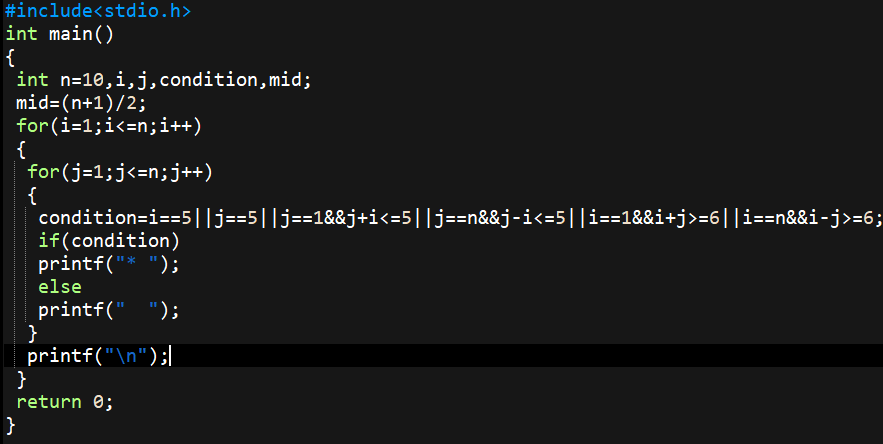 #include<stdio.h>
int main()
{
 int n=10,i,j,condition,mid;
 mid=(n+1)/2;
 for(i=1;i<=n;i++)
 {
  for(j=1;j<=n;j++)
  {
   condition=i==5||j==5||j==1&&j+i<=5||j==n&&j-i<=5||i==1&&i+j>=6||i==n&&i-j>=6;
   if(condition)
   printf("* ");
   else
   printf("  ");
  }
  printf("\n");
 }
 return 0;
}